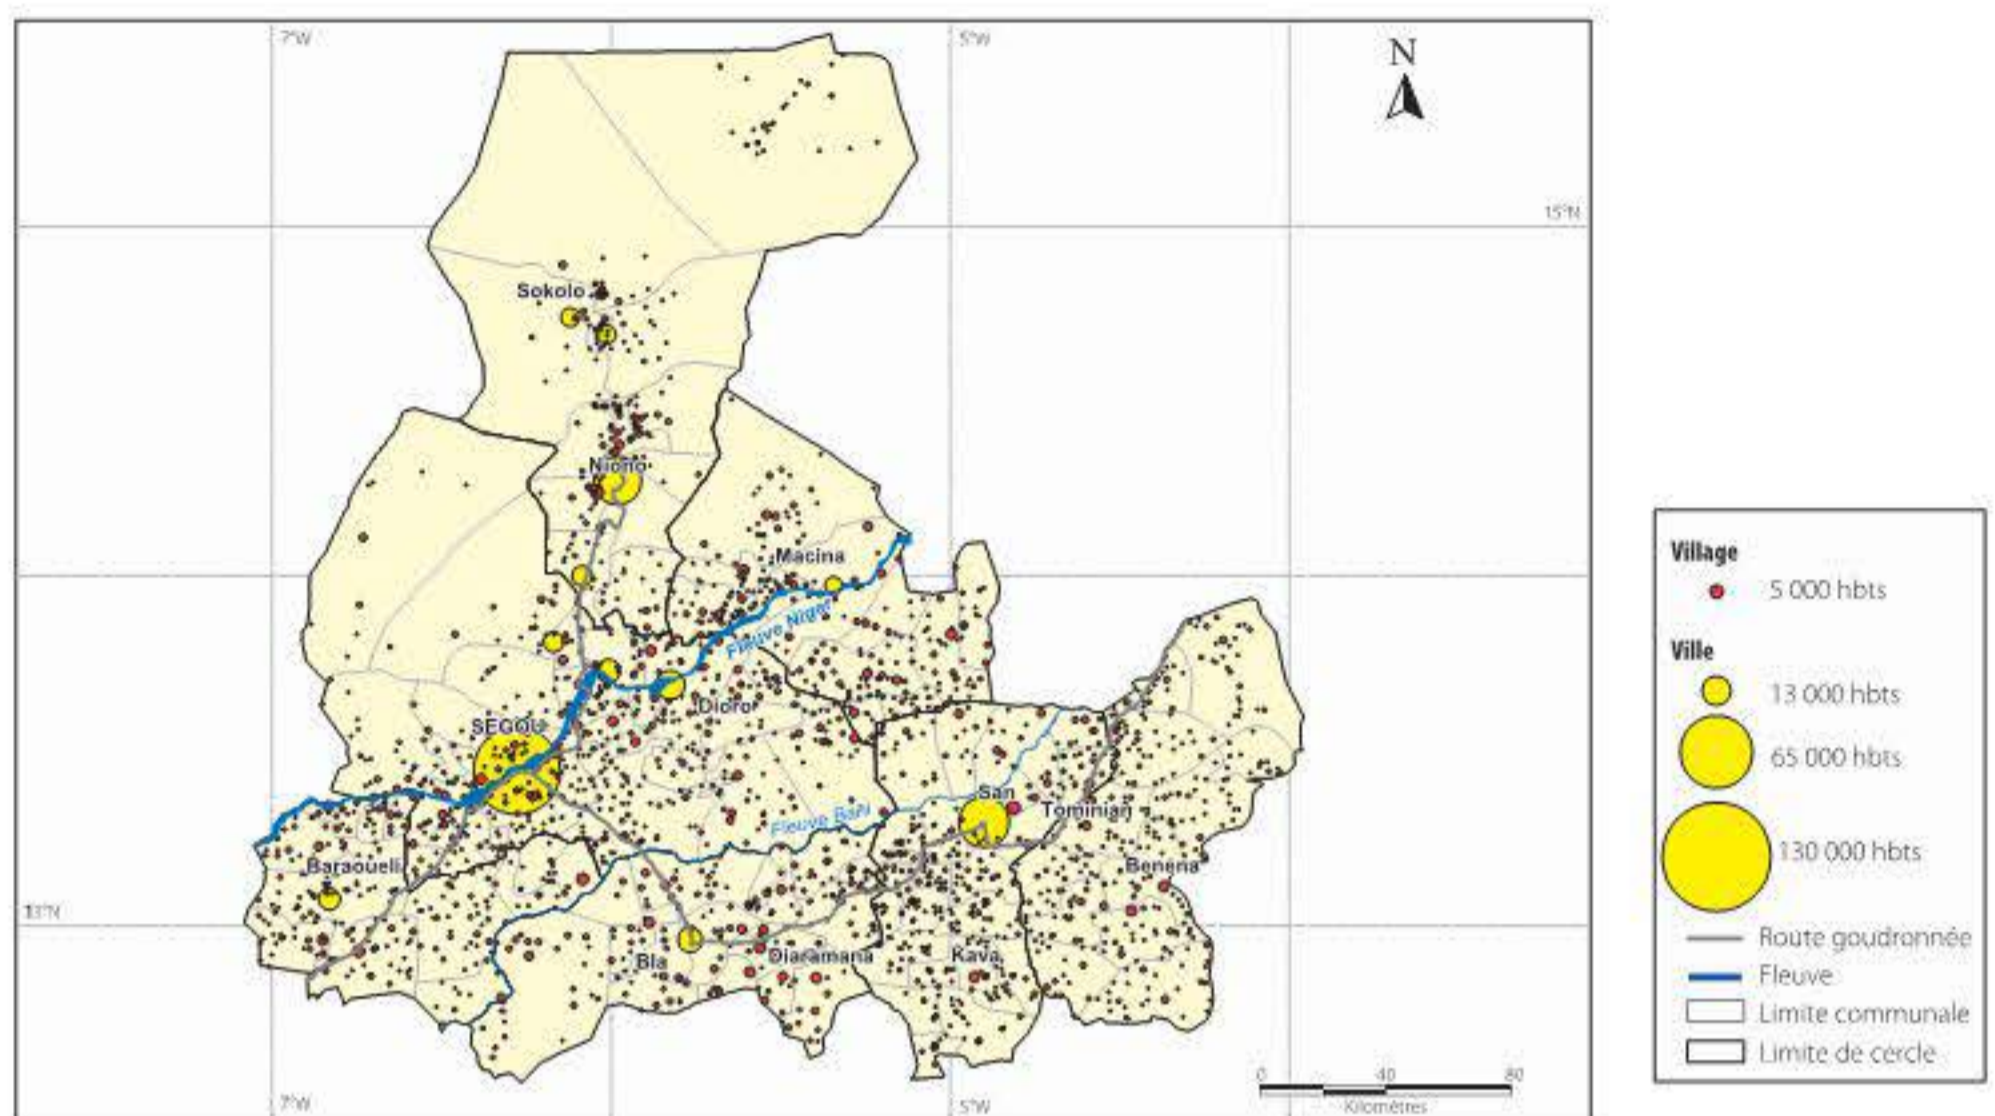 7°W
5°W
N
15°N
Sokolo
Niono
Macina
Fleuve Niger
Dioro
SEGOU
San
Tominian
Fleuve Bani
Baraoueli
Benena
13°N
Bla
Diaramana
Kava
7°W
5°W
0 40 80
Kilomètres
Village
5 000 hbts
Ville
13 000 hbts
65 000 hbts
130 000 hbts
Route goudronnée
Fleuve
Limite communale
Limite de cercle